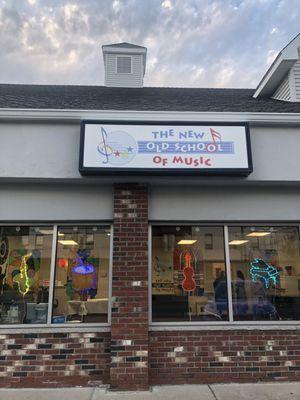 THE NEW
OLD SCHOOL
OF MUSIC